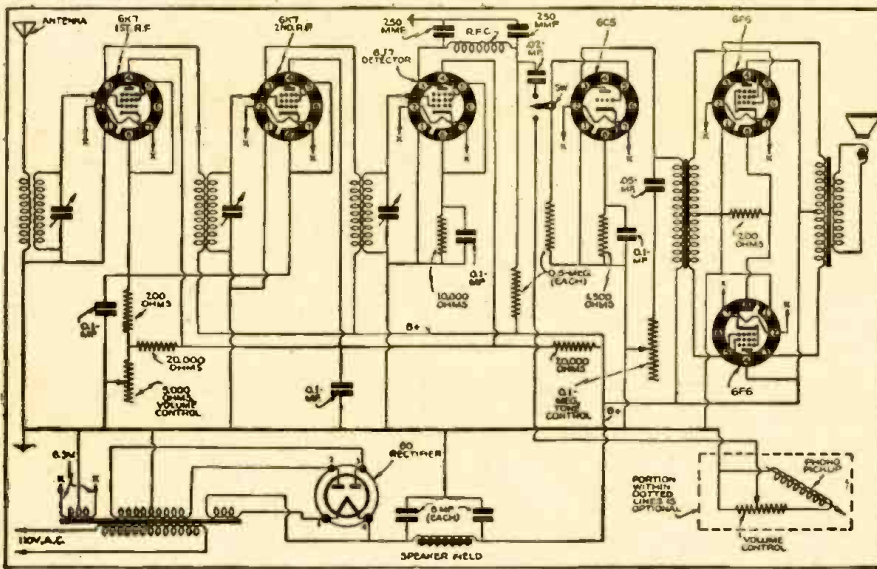 ANTENNA
6K7
1ST. R.F.
6K7
2ND. R.F.
250
MMF
R.F.C.
250
MMF
6J7
DETECTOR
.02-
MF.
SW
6C5
6F6
.05-
MF
200
OHMS
0.1-
MF
200
OHMS
20,000
OHMS
5,000
OHMS,
VOLUME
CONTROL
0.1-
MF
10,000
OHMS
0.1-
MF
0.5-MEG.
(EACH)
OHMS
0.1-
MF
B+
20,000
OHMS
0.1-
MEG.
TONE
CONTROL
B+
6F6
6.3V.
X
X
80
RECTIFIER
8 MF
(EACH)
SPEAKER FIELD
110V. A.C.
PORTION
WITHIN
DOTTED
LINES IS
OPTIONAL
PHONO
PICKUP
VOLUME
CONTROL